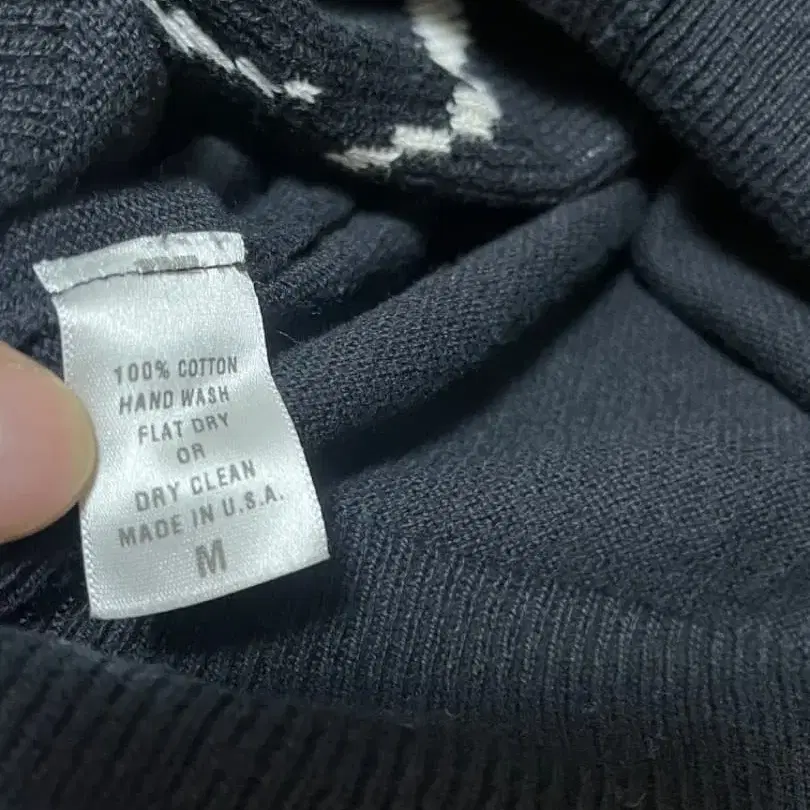 100% COTTON
HAND WASH
FLAT DRY
OR
DRY CLEAN
MADE IN U.S.A.
M